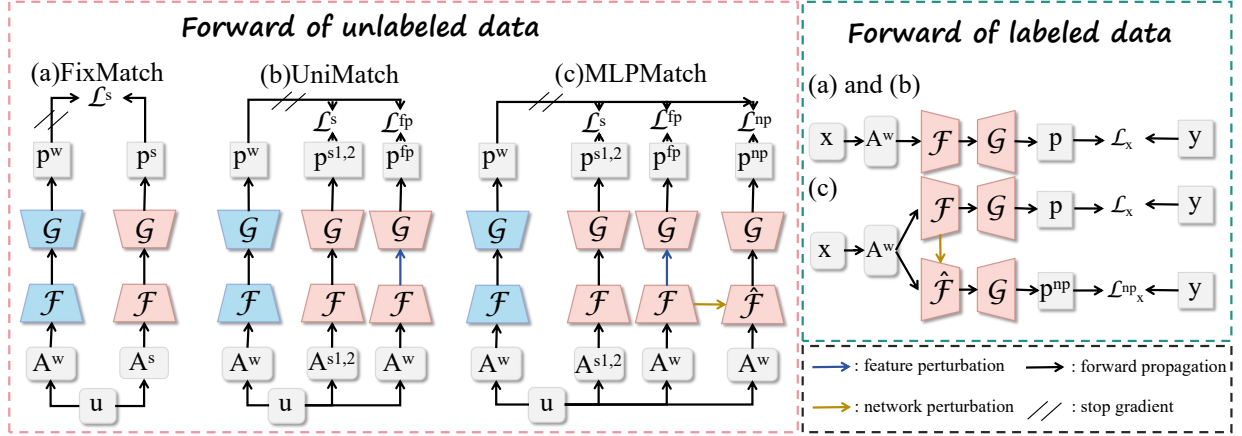 Forward of unlabeled data
(a)FixMatch
(b)UniMatch
(c)MLPMatch
ℒˢ
ℒˢ ℒᶠᵖ
ℒˢ ℒᶠᵖ ℒⁿᵖ
pʷ pˢ
pʷ pˢ¹,² pᶠᵖ
pʷ pˢ¹,² pᶠᵖ pⁿᵖ
𝒢 𝒢
𝒢 𝒢 𝒢
𝒢 𝒢 𝒢 𝒢
ℱ ℱ
ℱ ℱ ℱ
ℱ ℱ ℱ ℱ̂
Aʷ Aˢ
Aʷ Aˢ¹,² Aʷ
Aʷ Aˢ¹,² Aʷ Aʷ
u
u
u
Forward of labeled data
(a) and (b)
x Aʷ ℱ 𝒢 p ℒₓ y
(c)
ℱ 𝒢 p ℒₓ y
x Aʷ
ℱ̂ 𝒢 pⁿᵖ ℒⁿᵖₓ y
: feature perturbation
: forward propagation
: network perturbation
: stop gradient